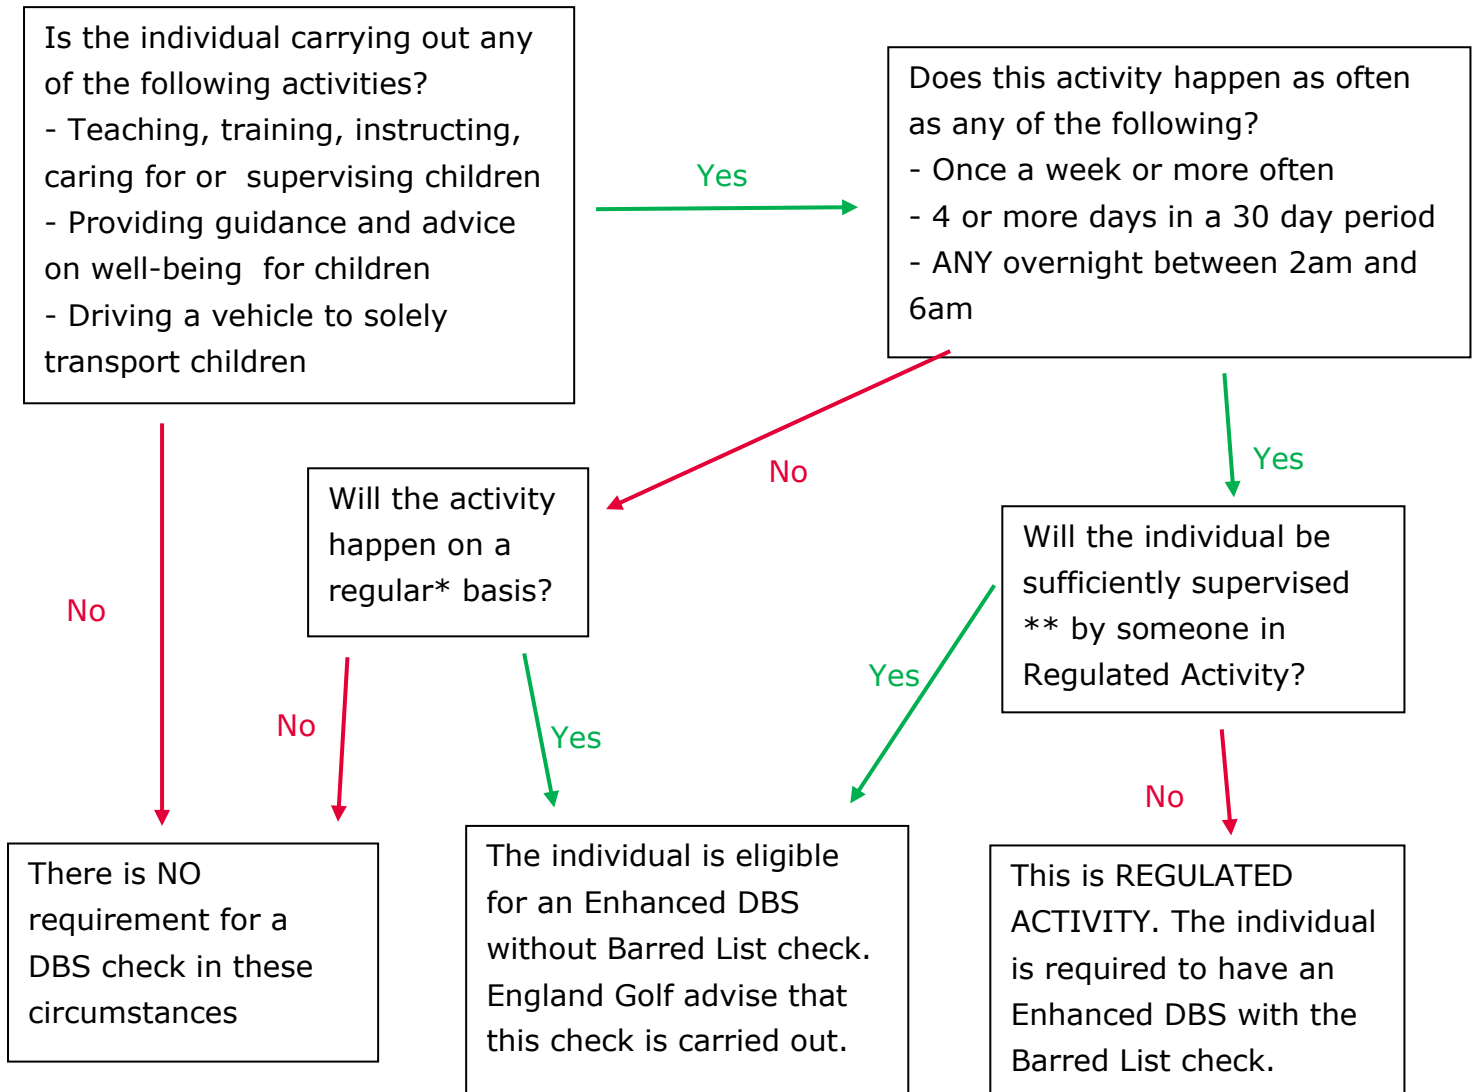 Is the individual carrying out any
of the following activities?
- Teaching, training, instructing,
caring for or  supervising children
- Providing guidance and advice
on well-being  for children
- Driving a vehicle to solely
transport children
Yes
Does this activity happen as often
as any of the following?
- Once a week or more often
- 4 or more days in a 30 day period
- ANY overnight between 2am and
6am
No
Yes
No
Will the activity
happen on a
regular* basis?
Will the individual be
sufficiently supervised
** by someone in
Regulated Activity?
No
Yes
Yes
No
There is NO
requirement for a
DBS check in these
circumstances
The individual is eligible
for an Enhanced DBS
without Barred List check.
England Golf advise that
this check is carried out.
This is REGULATED
ACTIVITY. The individual
is required to have an
Enhanced DBS with the
Barred List check.